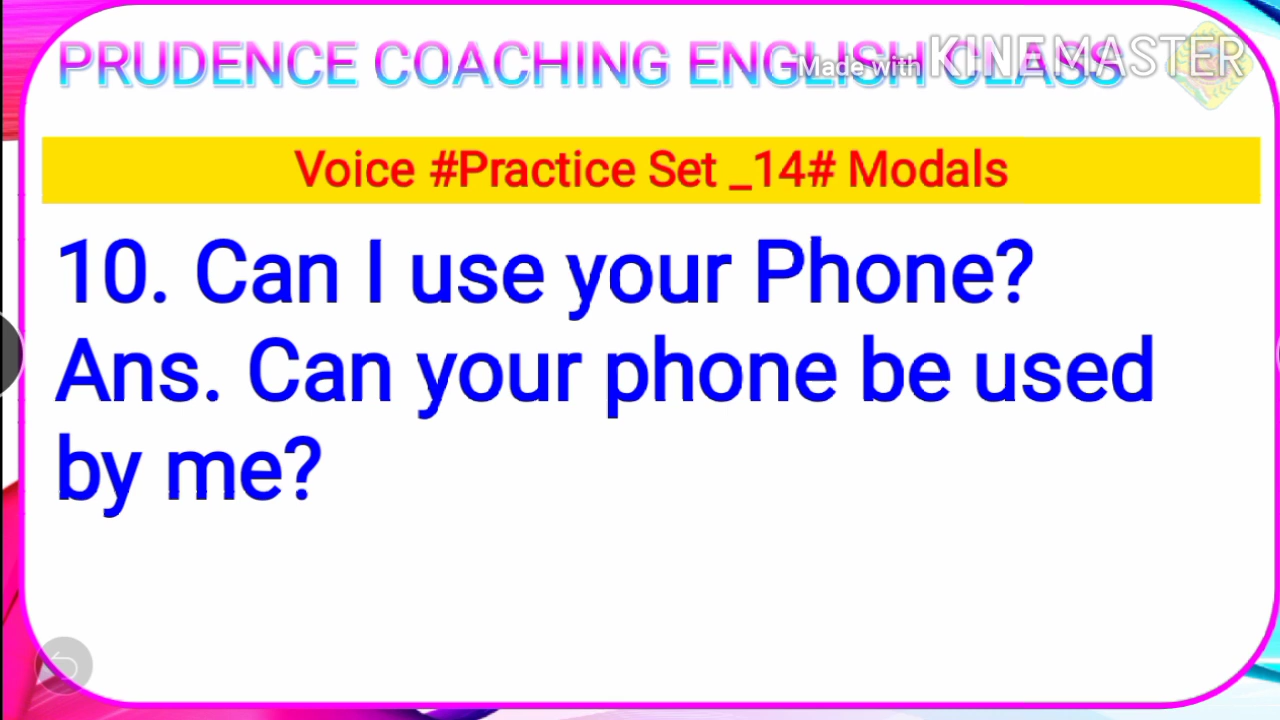 PRUDENCE COACHING ENGLISH CLASS
Made with KINEMASTER
Voice #Practice Set _14# Modals
10. Can I use your Phone?
Ans. Can your phone be used
by me?